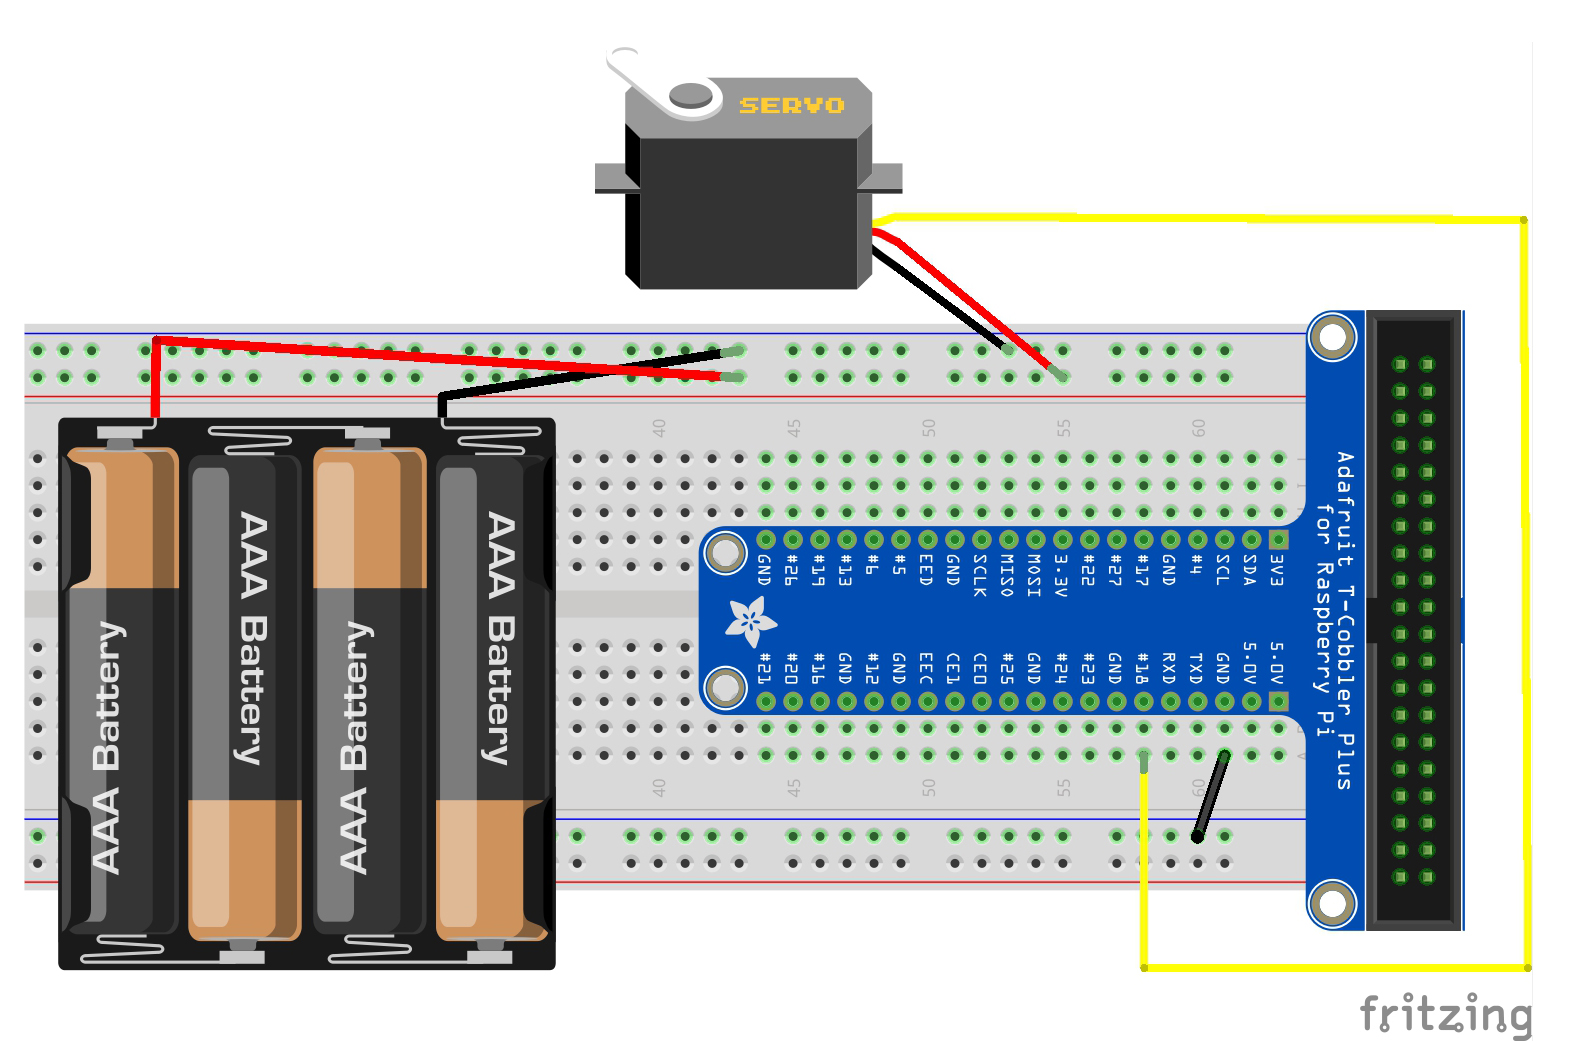 SERVO
40 45 50 55 60
GND #26 #19 #13 #6 #5 EED GND SCLK MISO MOSI 3.3V #22 #27 #17 GND #4 SCL SDA 3V3
#21 #20 #16 GND #12 GND EEC CE1 CE0 #25 GND #24 #23 GND #18 RXD TXD GND 5.0V 5.0V
40 45 50 55 60
Adafruit T-Cobbler Plus
for Raspberry Pi
AAA Battery
AAA Battery
AAA Battery
AAA Battery
fritzing